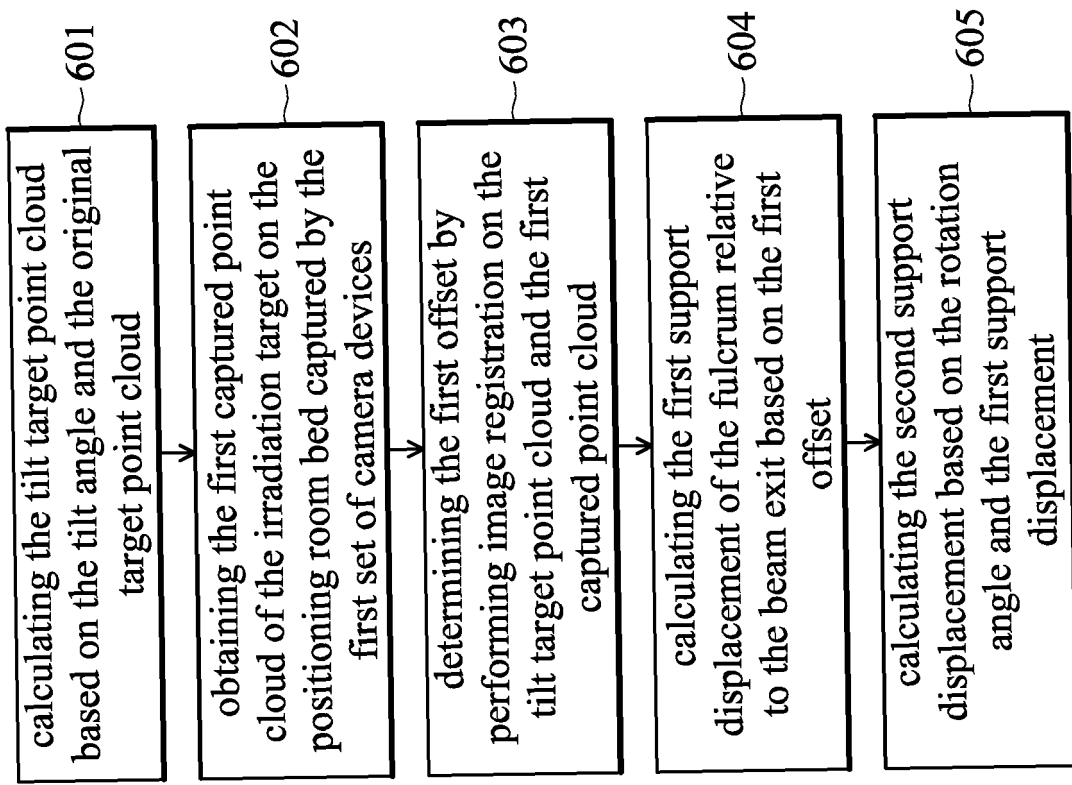 calculating the tilt target point cloud
based on the tilt angle and the original
target point cloud
601
obtaining the first captured point
cloud of the irradiation target on the
positioning room bed captured by the
first set of camera devices
602
determining the first offset by
performing image registration on the
tilt target point cloud and the first
captured point cloud
603
calculating the first support
displacement of the fulcrum relative
to the beam exit based on the first
offset
604
calculating the second support
displacement based on the rotation
angle and the first support
displacement
605